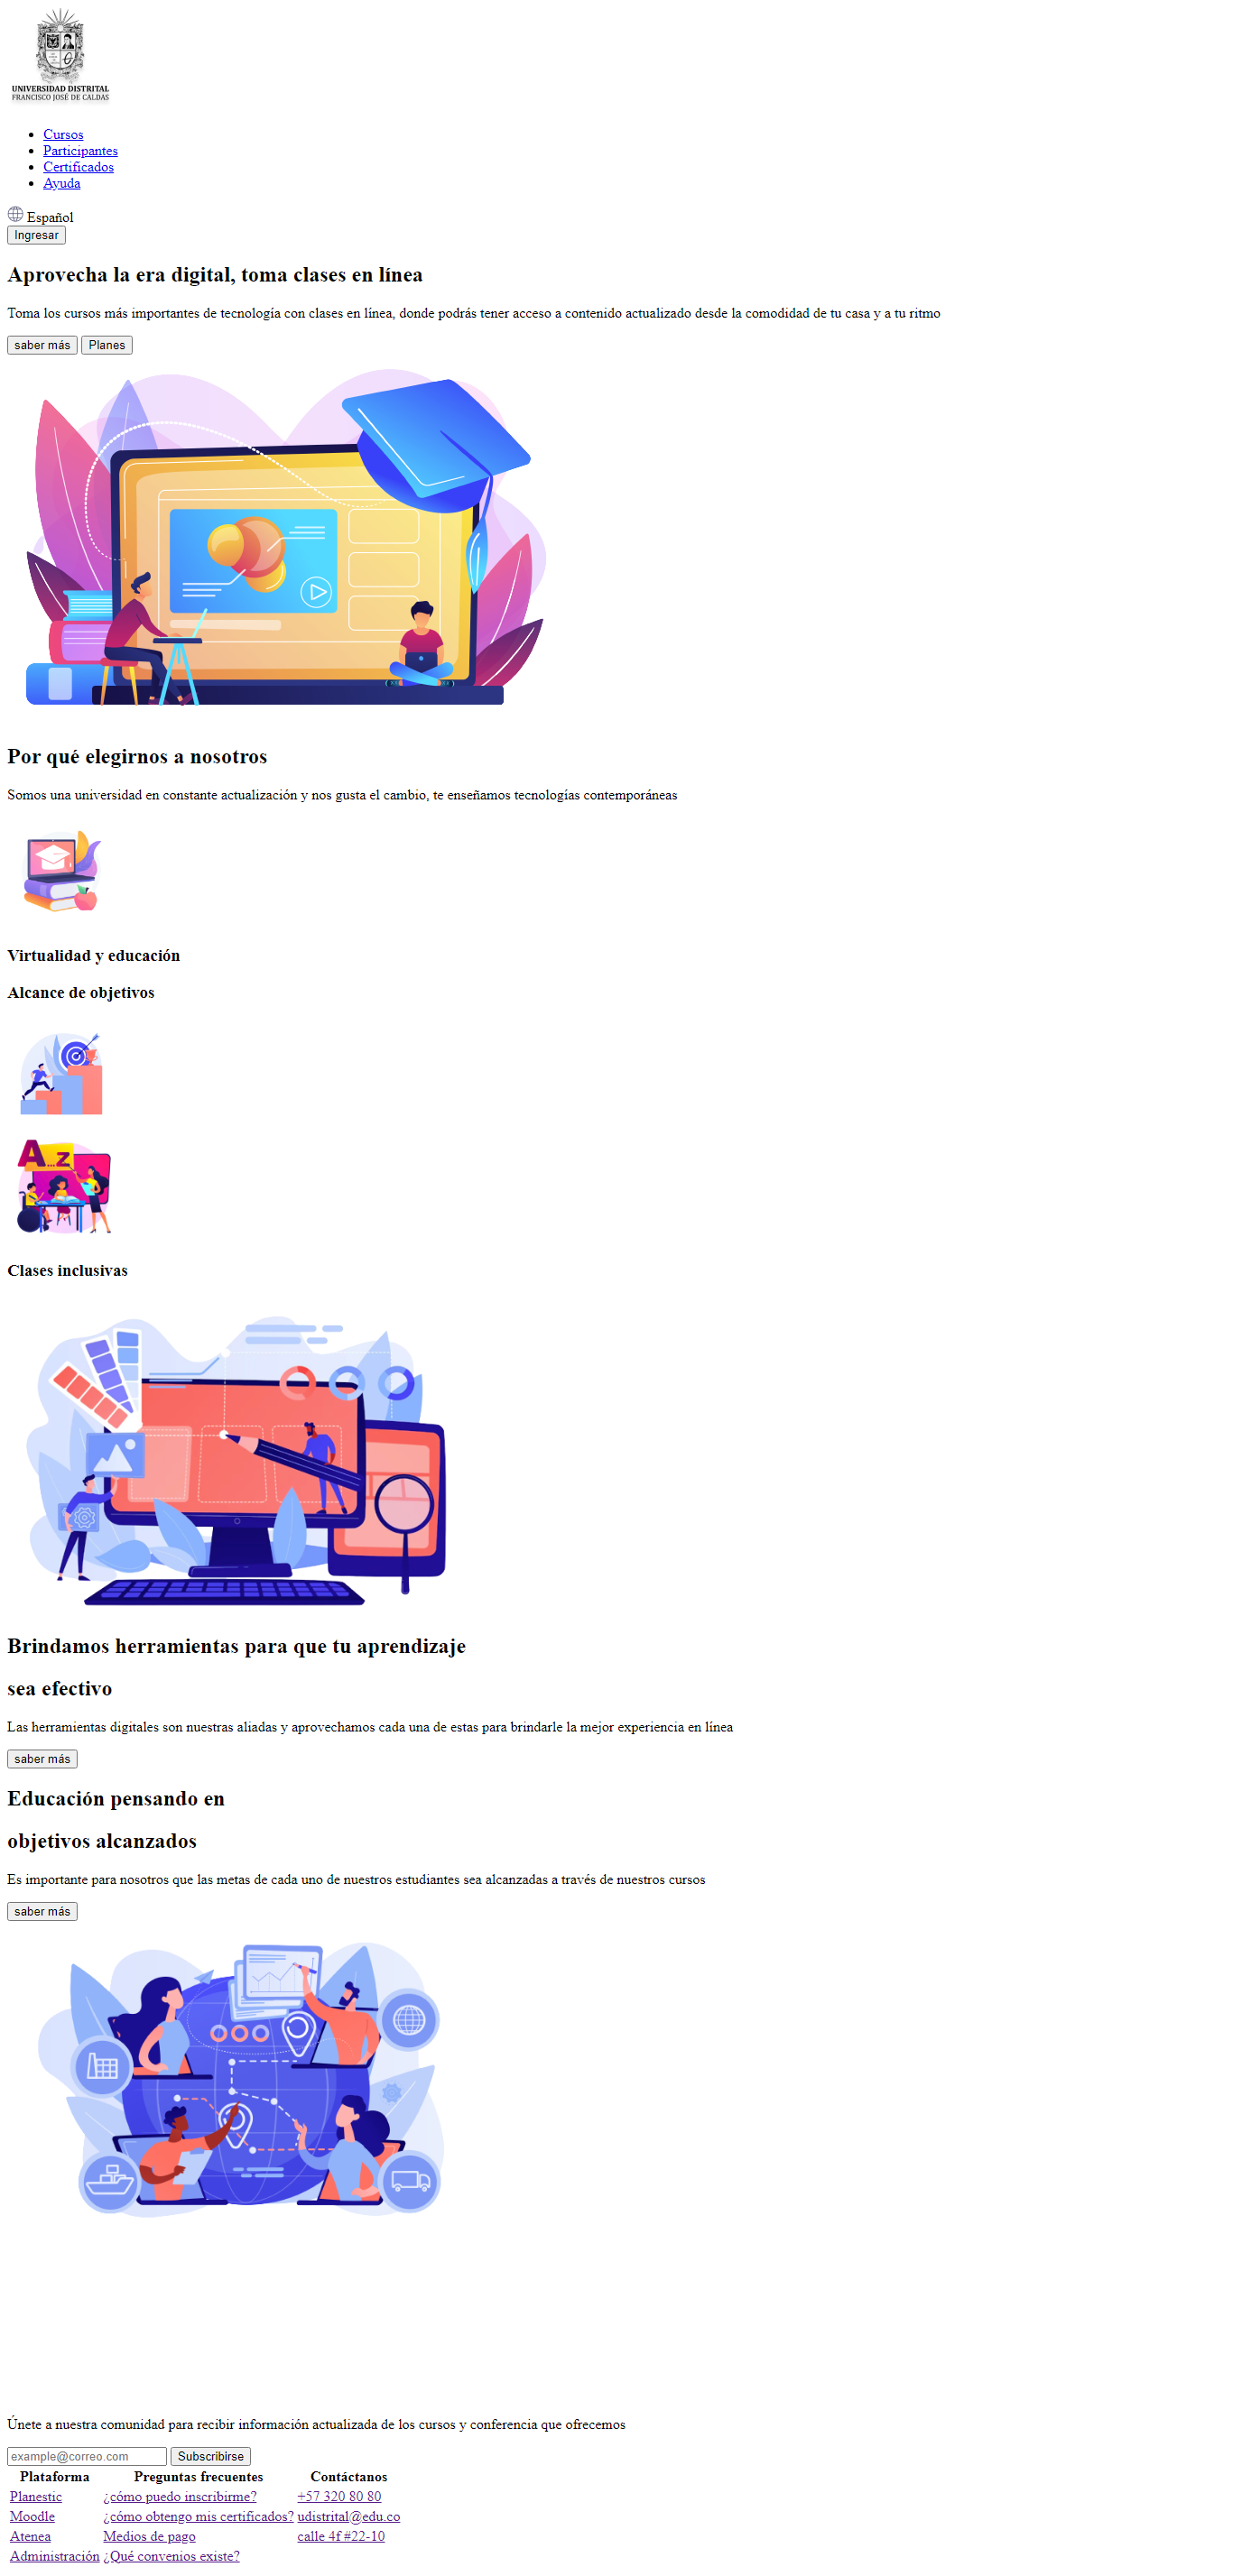 UNIVERSIDAD DISTRITAL
FRANCISCO JOSÉ DE CALDAS
Cursos
Participantes
Certificados
Ayuda
Español
Ingresar
Aprovecha la era digital, toma clases en línea
Toma los cursos más importantes de tecnología con clases en línea, donde podrás tener acceso a contenido actualizado desde la comodidad de tu casa y a tu ritmo
saber más Planes
Por qué elegirnos a nosotros
Somos una universidad en constante actualización y nos gusta el cambio, te enseñamos tecnologías contemporáneas
Virtualidad y educación
Alcance de objetivos
A...Z
Clases inclusivas
Brindamos herramientas para que tu aprendizaje
sea efectivo
Las herramientas digitales son nuestras aliadas y aprovechamos cada una de estas para brindarle la mejor experiencia en línea
saber más
Educación pensando en
objetivos alcanzados
Es importante para nosotros que las metas de cada uno de nuestros estudiantes sea alcanzadas a través de nuestros cursos
saber más
Únete a nuestra comunidad para recibir información actualizada de los cursos y conferencia que ofrecemos
example@correo.com Subscribirse
Plataforma Preguntas frecuentes Contáctanos
Planestic ¿cómo puedo inscribirme? +57 320 80 80
Moodle ¿cómo obtengo mis certificados? udistrital@edu.co
Atenea Medios de pago calle 4f #22-10
Administración ¿Qué convenios existe?